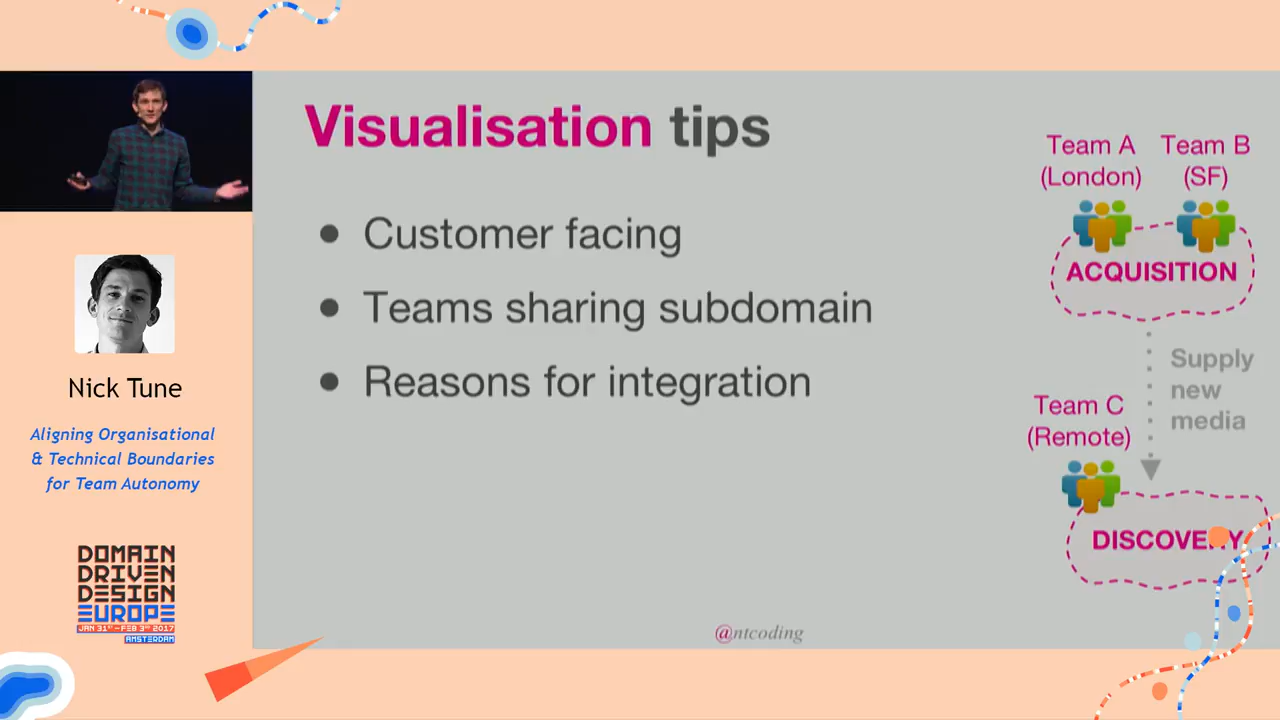 Visualisation tips
Customer facing
Teams sharing subdomain
Reasons for integration
Team A
(London)
Team B
(SF)
ACQUISITION
Supply
new
media
Team C
(Remote)
DISCOVERY
@ntcoding
Nick Tune
Aligning Organisational
& Technical Boundaries
for Team Autonomy
DOMAIN
DRIVEN
DESIGN
EUROPE
JAN 31ST-FEB 3RD 2017
AMSTERDAM